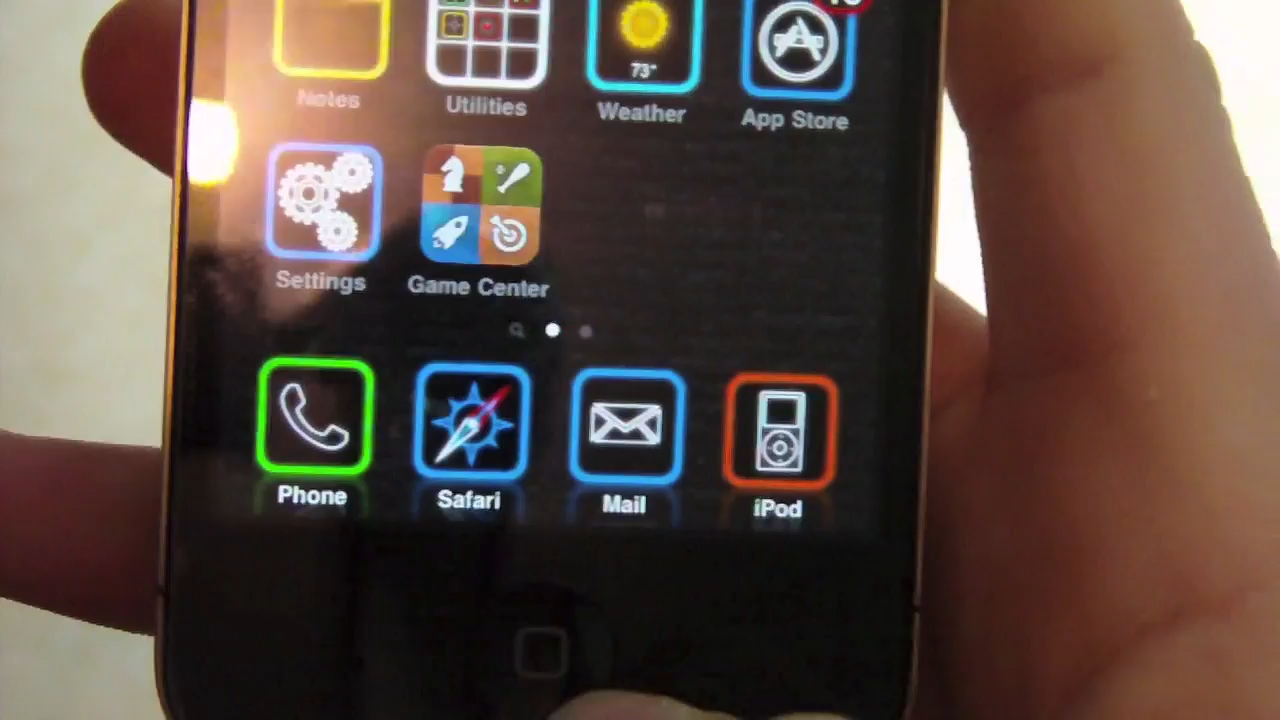 73°
Notes
Utilities
Weather
App Store
Settings
Game Center
Phone
Safari
Mail
iPod